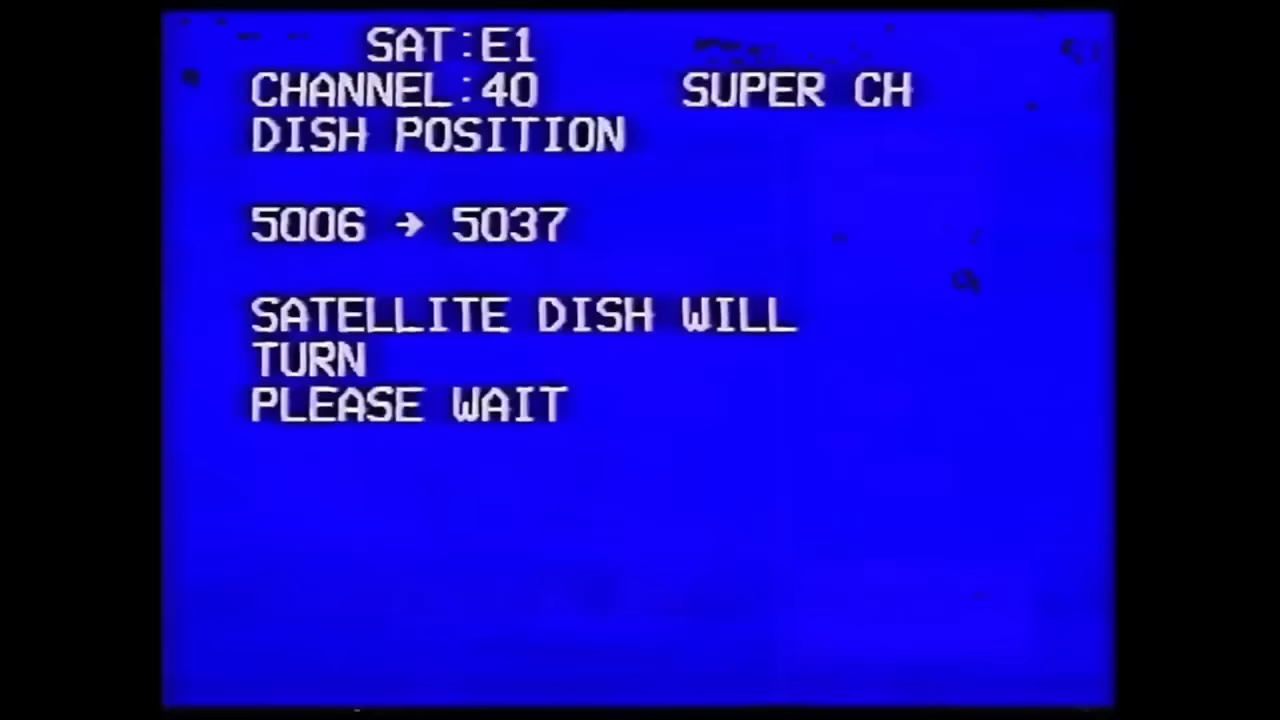 SAT:E1
CHANNEL:40 SUPER CH
DISH POSITION
5006 → 5037
SATELLITE DISH WILL
TURN
PLEASE WAIT